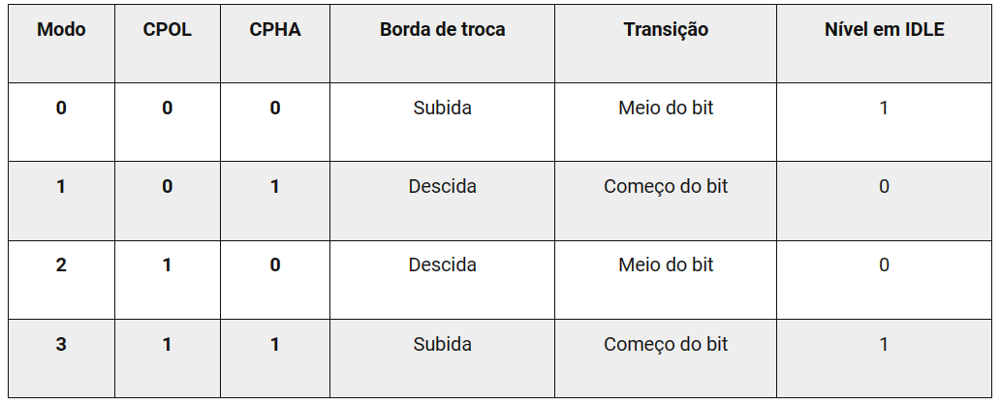 Modo CPOL CPHA Borda de troca Transição Nível em IDLE
0 0 0 Subida Meio do bit 1
1 0 1 Descida Começo do bit 0
2 1 0 Descida Meio do bit 0
3 1 1 Subida Começo do bit 1